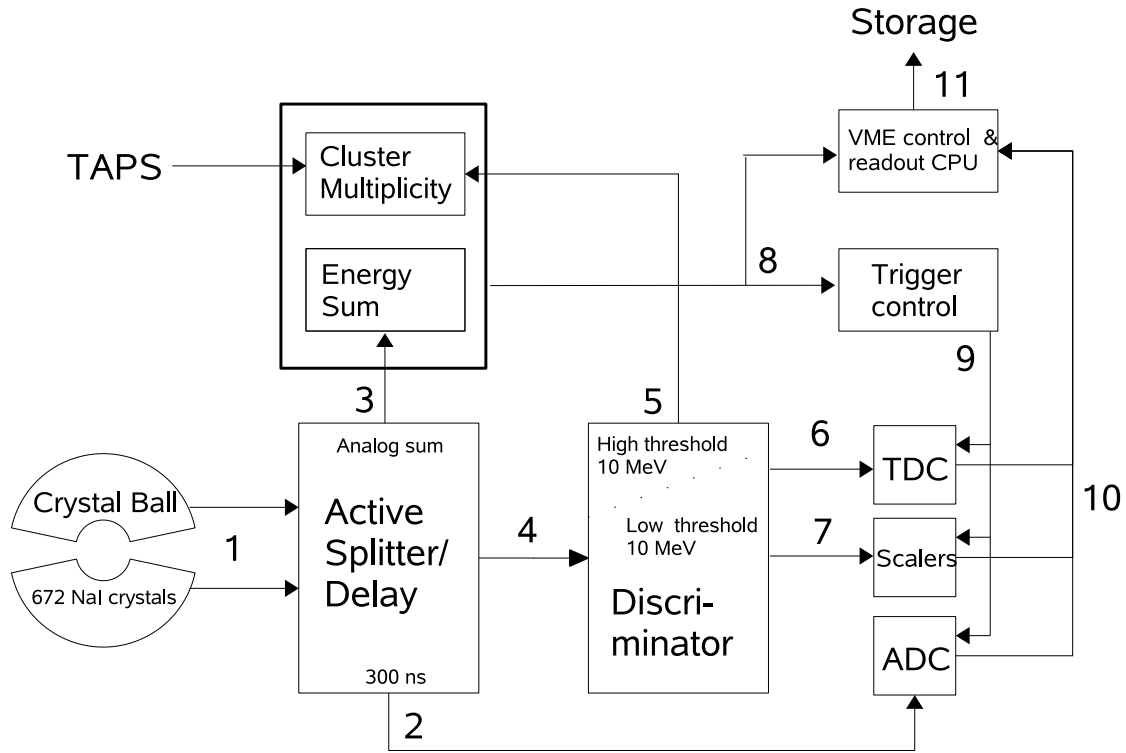 Storage
11
VME control &
readout CPU
TAPS
Cluster
Multiplicity
8
Energy
Sum
Trigger
control
9
3
5
Analog sum
High threshold
10 MeV
6
TDC
Crystal Ball
1
672 NaI crystals
Active
Splitter/
Delay
4
Low threshold
10 MeV
7
Scalers
10
Discri-
minator
ADC
300 ns
2